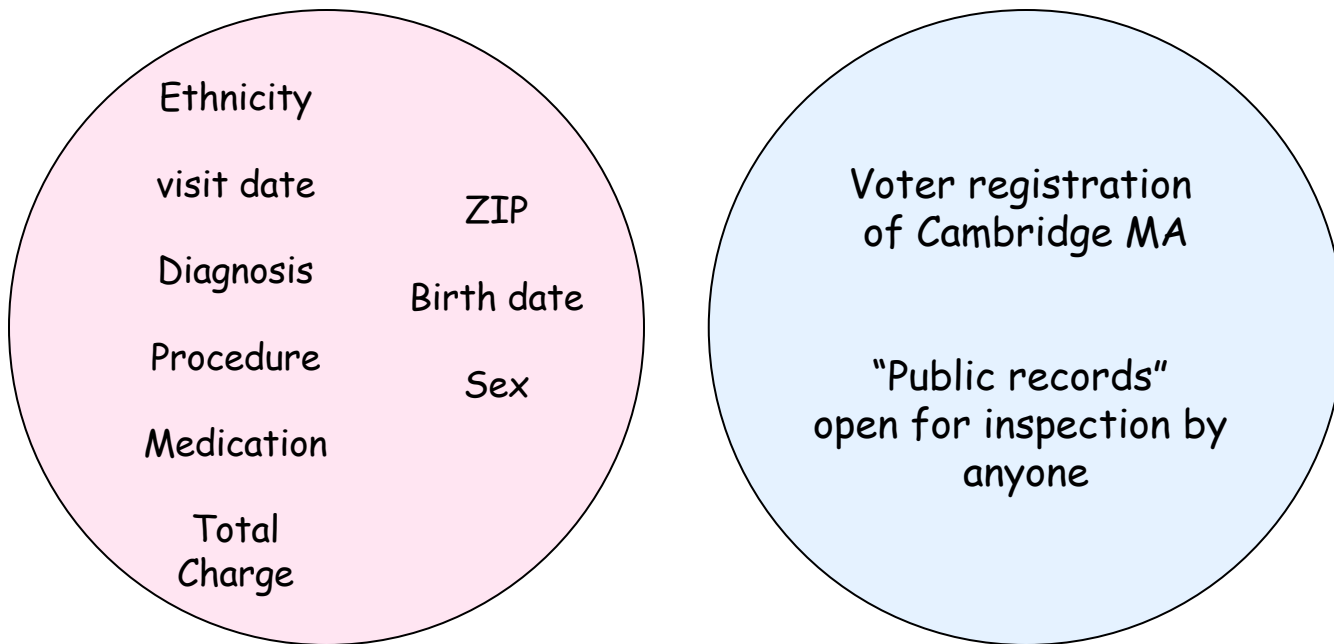 Ethnicity
visit date
Diagnosis
Procedure
Medication
Total
Charge
ZIP
Birth date
Sex
Voter registration
of Cambridge MA
“Public records”
open for inspection by
anyone